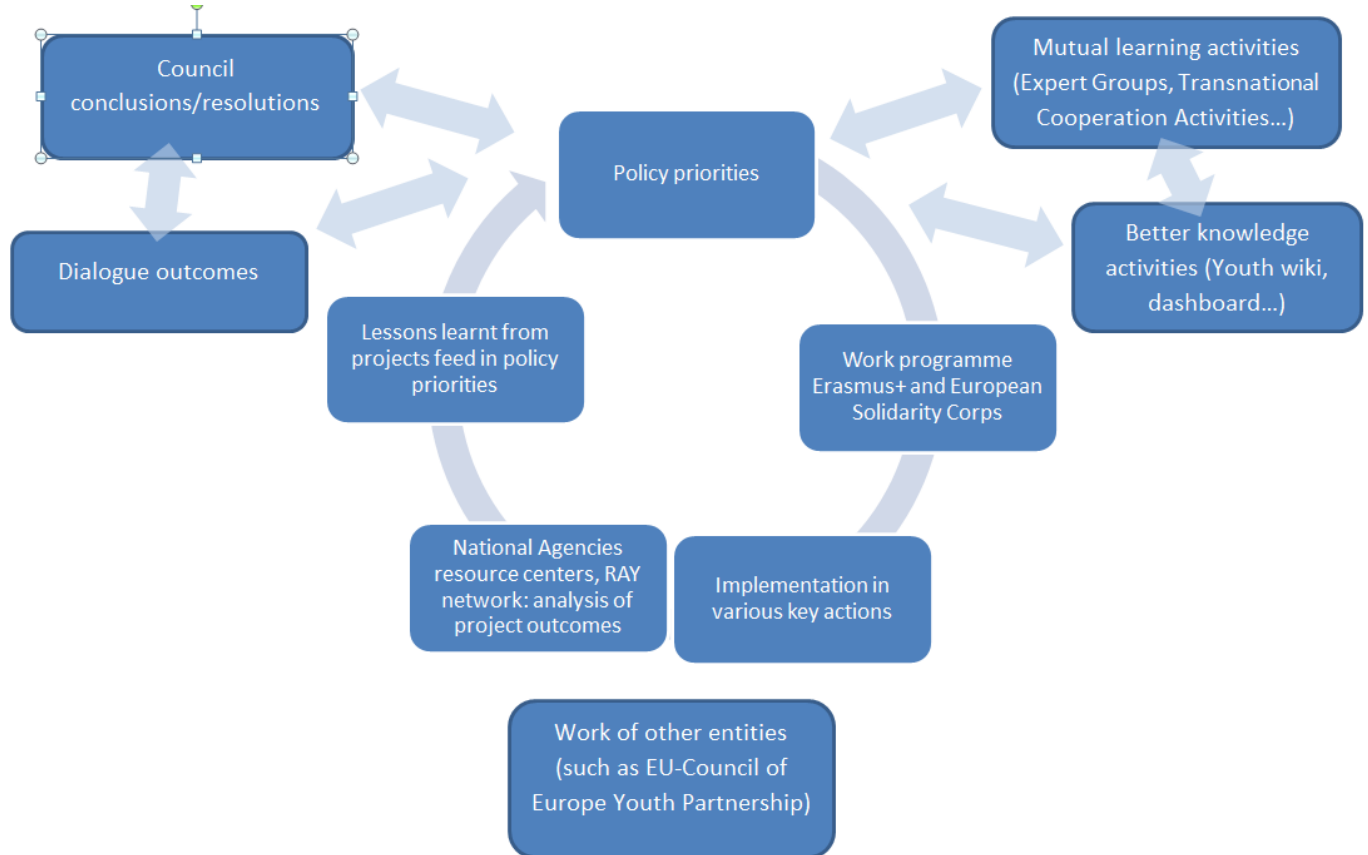 Council
conclusions/resolutions
Mutual learning activities
(Expert Groups, Transnational
Cooperation Activities…)
Policy priorities
Dialogue outcomes
Better knowledge
activities (Youth wiki,
dashboard…)
Lessons learnt from
projects feed in policy
priorities
Work programme
Erasmus+ and European
Solidarity Corps
National Agencies
resource centers, RAY
network: analysis of
project outcomes
Implementation in
various key actions
Work of other entities
(such as EU-Council of
Europe Youth Partnership)